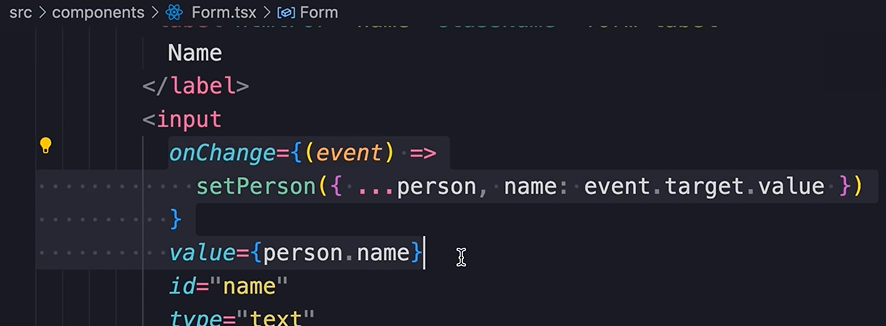 src > components > Form.tsx > Form
Name
</label>
<input
onChange={(event) =>
setPerson({ ...person, name: event.target.value })
}
value={person.name}
id="name"
type="text"